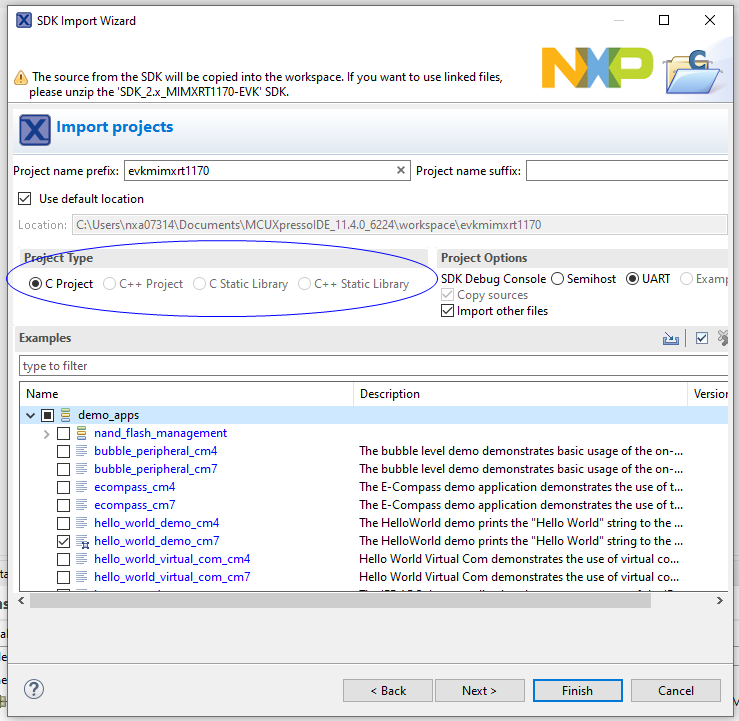 SDK Import Wizard
The source from the SDK will be copied into the workspace. If you want to use linked files,
please unzip the 'SDK_2.x_MIMXRT1170-EVK' SDK.
NXP
C
Import projects
Project name prefix: evkmimxrt1170 Project name suffix:
Use default location
Location: C:\Users\nxa07314\Documents\MCUXpressoIDE_11.4.0_6224\workspace\evkmimxrt1170
Project Type
C Project C++ Project C Static Library C++ Static Library
Project Options
SDK Debug Console Semihost UART Examp
Copy sources
Import other files
Examples
type to filter
Name Description Version
demo_apps
nand_flash_management
bubble_peripheral_cm4 The bubble level demo demonstrates basic usage of the on-...
bubble_peripheral_cm7 The bubble level demo demonstrates basic usage of the on-...
ecompass_cm4 The E-Compass demo application demonstrates the use of t...
ecompass_cm7 The E-Compass demo application demonstrates the use of t...
hello_world_demo_cm4 The HelloWorld demo prints the "Hello World" string to the ...
hello_world_demo_cm7 The HelloWorld demo prints the "Hello World" string to the ...
hello_world_virtual_com_cm4 Hello World Virtual Com demonstrates the use of virtual co...
hello_world_virtual_com_cm7 Hello World Virtual Com demonstrates the use of virtual co...
? < Back Next > Finish Cancel